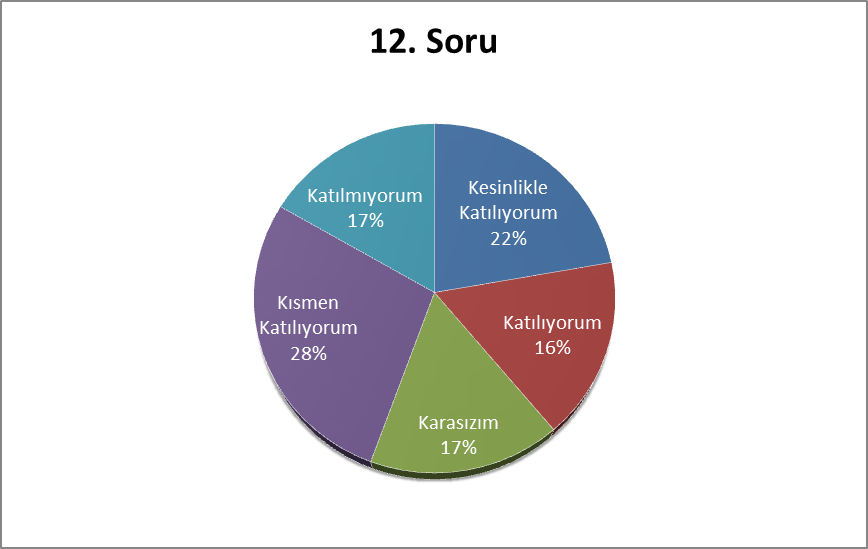 12. Soru
Kesinlikle
Katılıyorum
22%
Katılıyorum
16%
Karasızım
17%
Kısmen
Katılıyorum
28%
Katılmıyorum
17%